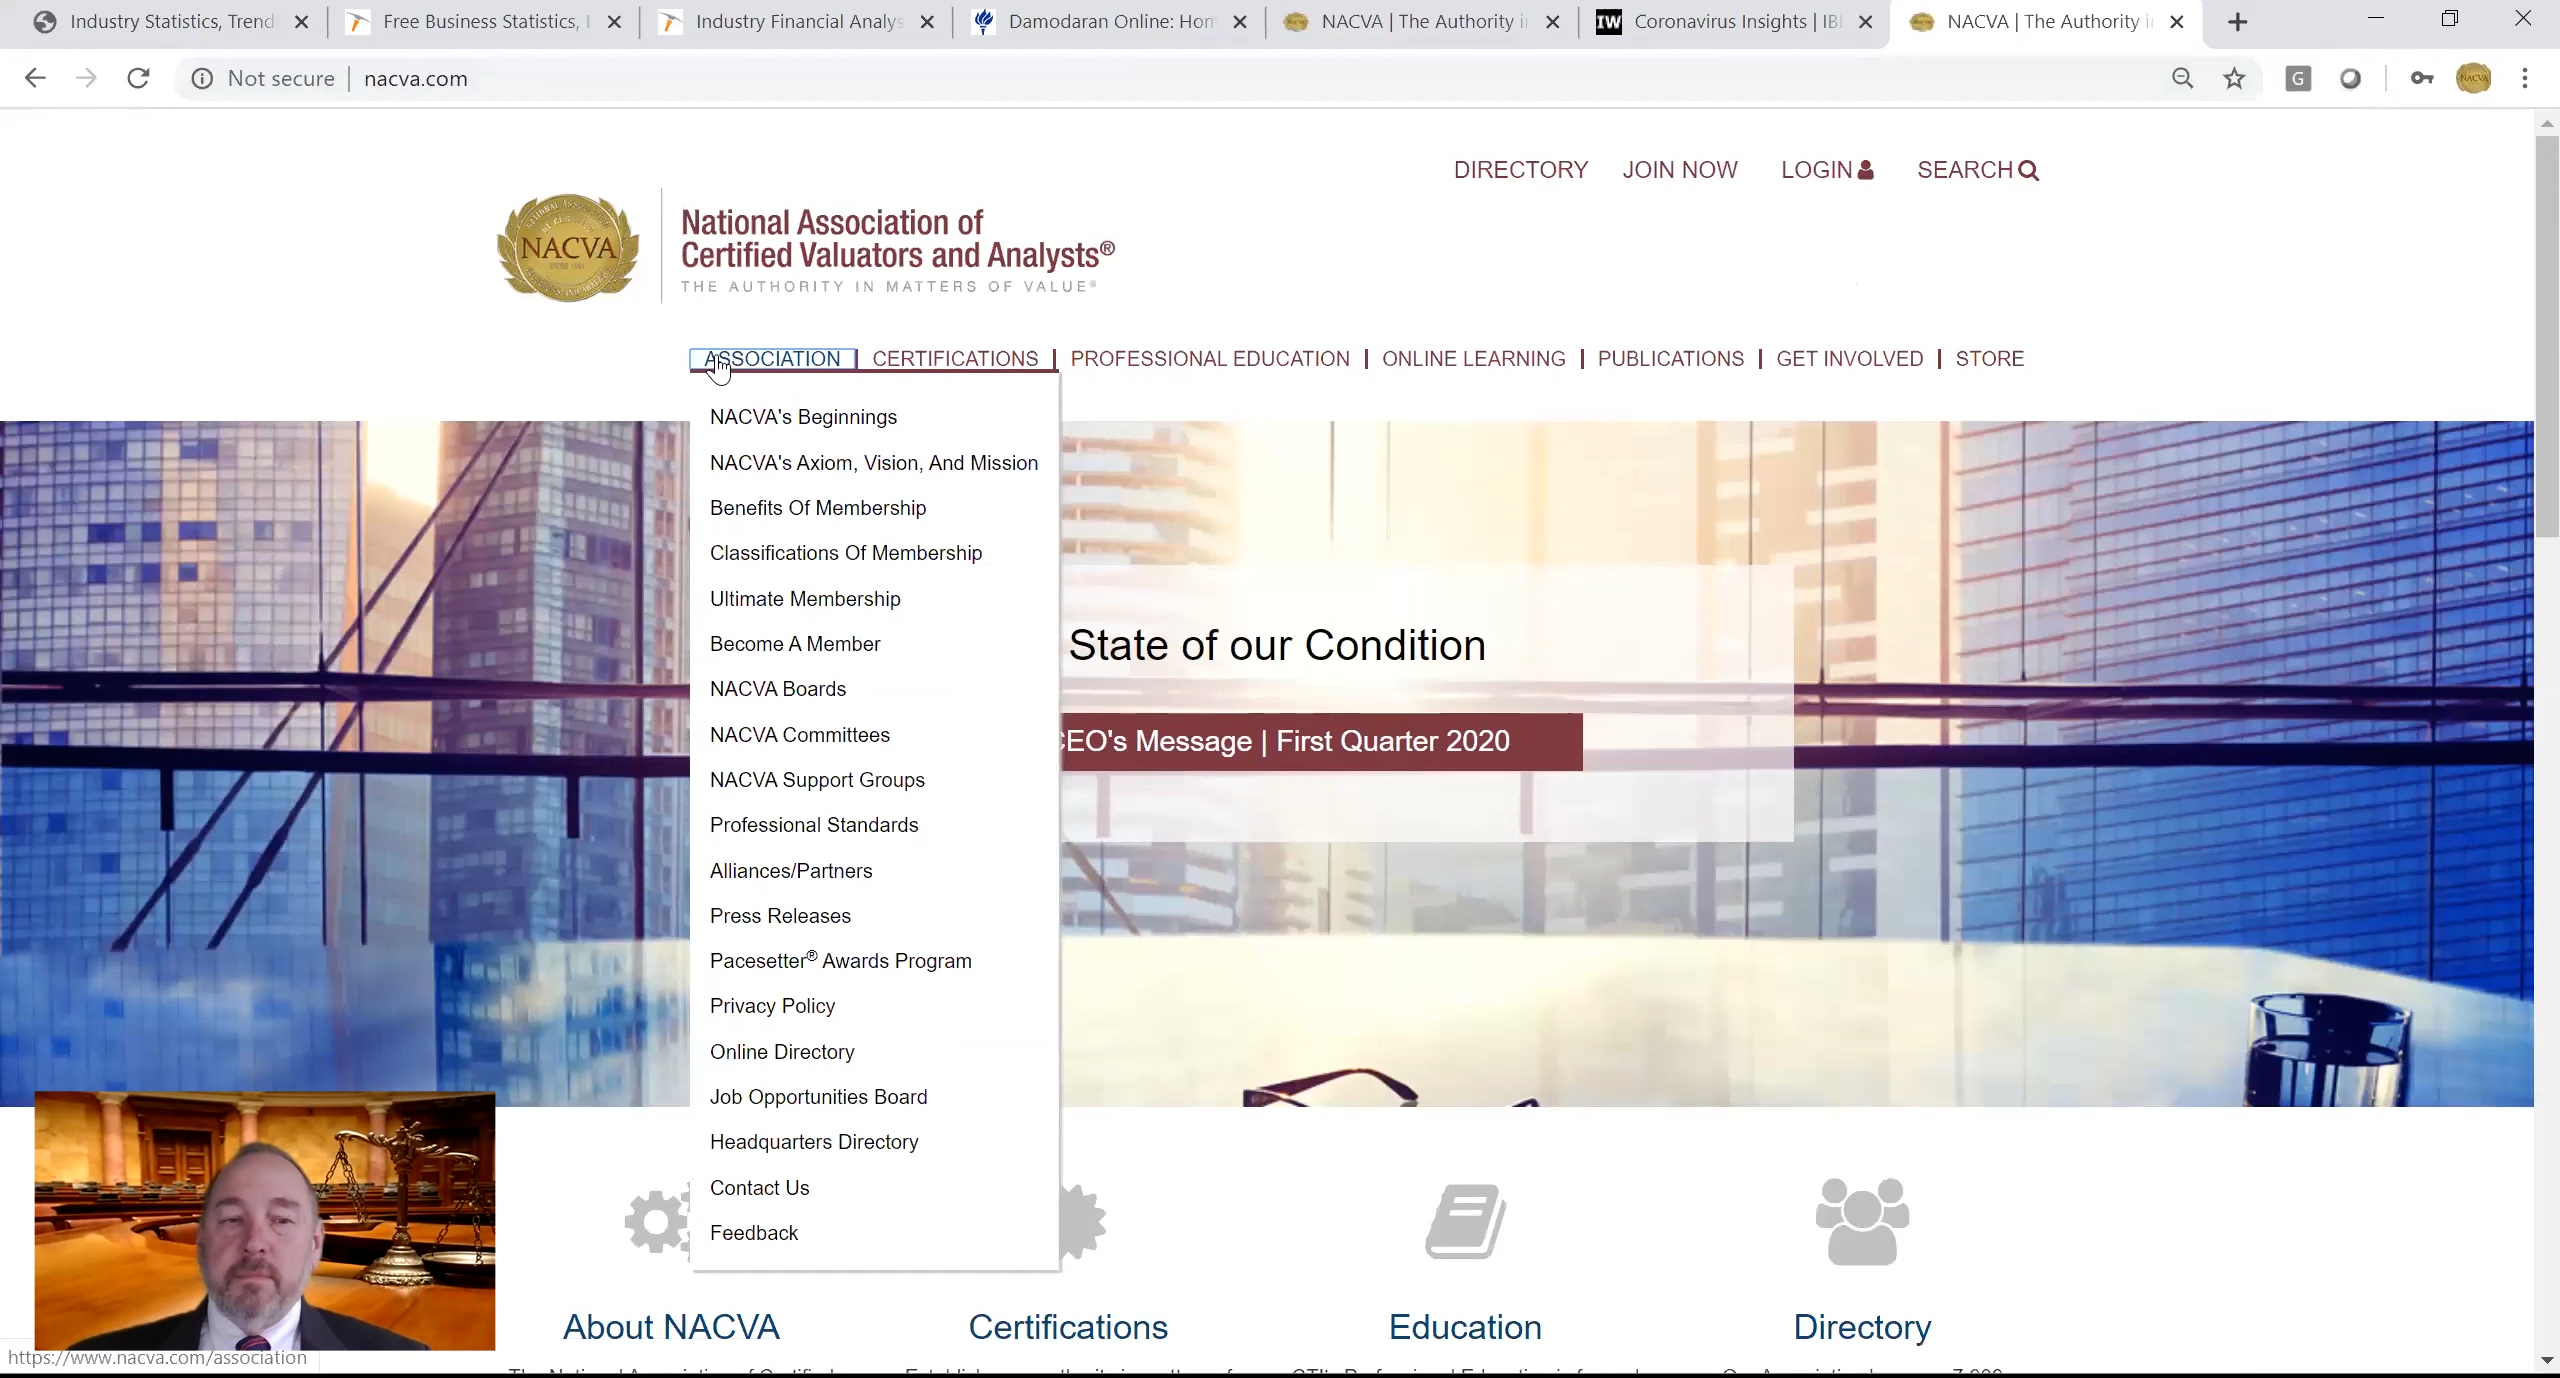 Industry Statistics, Trend
Free Business Statistics, I
Industry Financial Analys
Damodaran Online: Hom
NACVA | The Authority i
IW Coronavirus Insights | IBI
NACVA | The Authority i
Not secure | nacva.com
G
NACVA
DIRECTORY JOIN NOW LOGIN SEARCH
NACVA
National Association of
Certified Valuators and Analysts®
THE AUTHORITY IN MATTERS OF VALUE®
ASSOCIATION | CERTIFICATIONS | PROFESSIONAL EDUCATION | ONLINE LEARNING | PUBLICATIONS | GET INVOLVED | STORE
NACVA's Beginnings
NACVA's Axiom, Vision, And Mission
Benefits Of Membership
Classifications Of Membership
Ultimate Membership
Become A Member
NACVA Boards
NACVA Committees
NACVA Support Groups
Professional Standards
Alliances/Partners
Press Releases
Pacesetter® Awards Program
Privacy Policy
Online Directory
Job Opportunities Board
Headquarters Directory
Contact Us
Feedback
State of our Condition
CEO's Message | First Quarter 2020
About NACVA
Certifications
Education
Directory
https://www.nacva.com/association